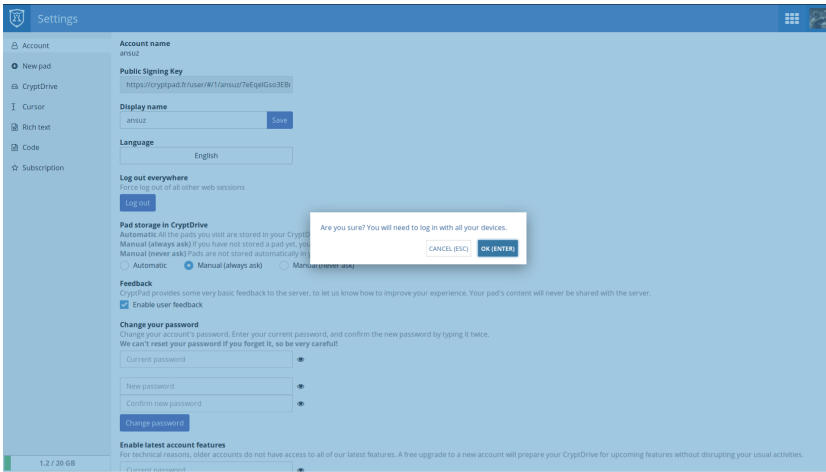 Settings
Account
New pad
CryptDrive
Cursor
Rich text
Code
Subscription
1.2 / 20 GB
Account name
ansuz
Public Signing Key
https://cryptpad.fr/user/#/1/ansuz/
Display name
ansuz
Save
Language
English
Log out everywhere
Force log out of all other web sessions
Log out
Are you sure? You will need to log in with all your devices.
CANCEL (ESC)
OK (ENTER)
Pad storage in CryptDrive
Automatic All the pads you visit are stored in your CryptD
Manual (always ask) If you have not stored a pad yet, you
Manual (never ask) Pads are not stored automatically in
Automatic
Manual (always ask)
Manual (never ask)
Feedback
CryptPad provides some very basic feedback to the server, to let us know how to improve your experience. Your pad's content will never be shared with the server.
Enable user feedback
Change your password
Change your account's password. Enter your current password, and confirm the new password by typing it twice.
We can't reset your password if you forget it, so be very careful!
Current password
New password
Confirm new password
Change password
Enable latest account features
For technical reasons, older accounts do not have access to all of our latest features. A free upgrade to a new account will prepare your CryptDrive for upcoming features without disrupting your usual activities.
Current password